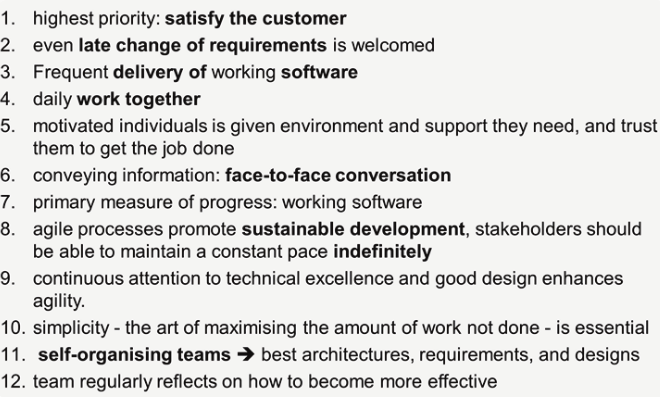 1. highest priority: satisfy the customer
2. even late change of requirements is welcomed
3. Frequent delivery of working software
4. daily work together
5. motivated individuals is given environment and support they need, and trust
them to get the job done
6. conveying information: face-to-face conversation
7. primary measure of progress: working software
8. agile processes promote sustainable development, stakeholders should
be able to maintain a constant pace indefinitely
9. continuous attention to technical excellence and good design enhances
agility.
10. simplicity - the art of maximising the amount of work not done - is essential
11. self-organising teams ➔ best architectures, requirements, and designs
12. team regularly reflects on how to become more effective